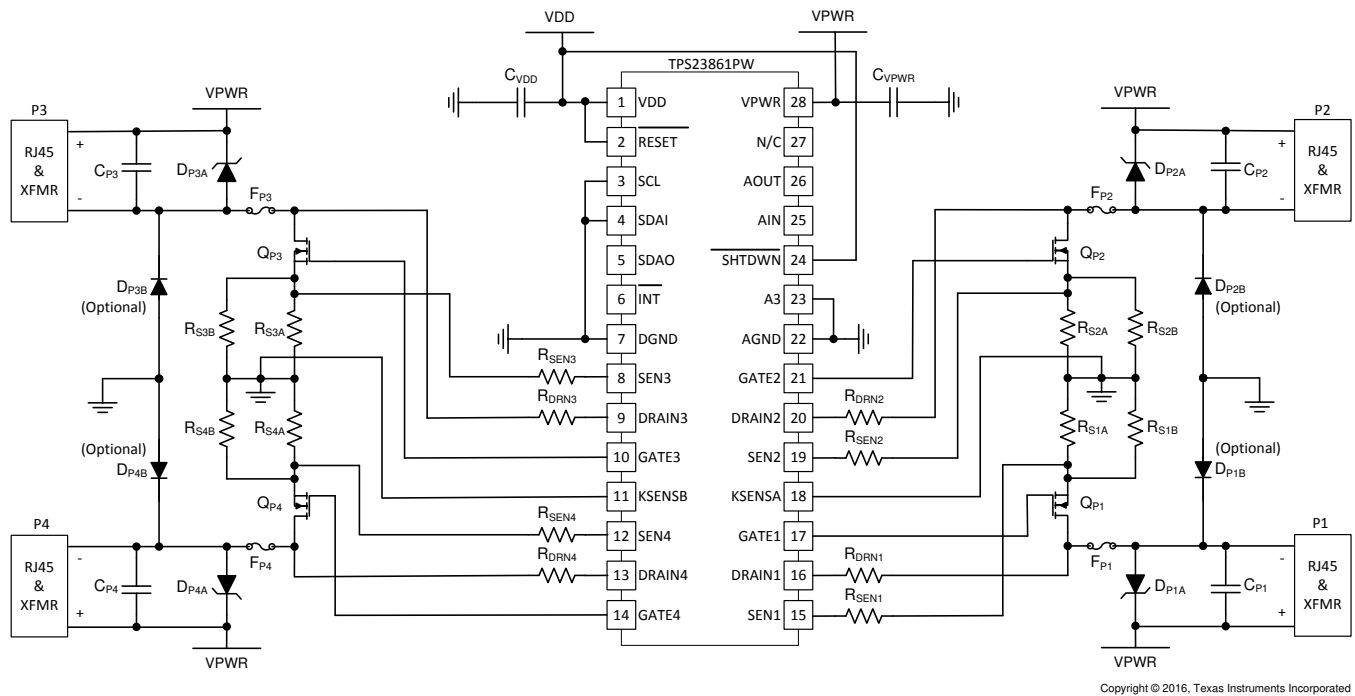 VDD
VPWR
TPS23861PW
CVDD
CVPWR
P3
VPWR
RJ45
&
XFMR
+
-
CP3
DP3A
FP3
QP3
DP3B
(Optional)
RS3B
RS3A
RS4B
RS4A
(Optional)
DP4B
QP4
P4
RJ45
&
XFMR
-
+
CP4
DP4A
FP4
VPWR
RSEN3
RDRN3
RSEN4
RDRN4
1 VDD
2 RESET
3 SCL
4 SDAI
5 SDAO
6 INT
7 DGND
8 SEN3
9 DRAIN3
10 GATE3
11 KSENSB
12 SEN4
13 DRAIN4
14 GATE4
VPWR 28
N/C 27
AOUT 26
AIN 25
SHTDWN 24
A3 23
AGND 22
GATE2 21
DRAIN2 20
SEN2 19
KSENSA 18
GATE1 17
DRAIN1 16
SEN1 15
RDRN2
RSEN2
RDRN1
RSEN1
VPWR
P2
RJ45
&
XFMR
+
-
CP2
DP2A
FP2
QP2
DP2B
(Optional)
RS2A
RS2B
RS1A
RS1B
(Optional)
DP1B
QP1
FP1
P1
RJ45
&
XFMR
-
+
CP1
DP1A
VPWR
Copyright © 2016, Texas Instruments Incorporated